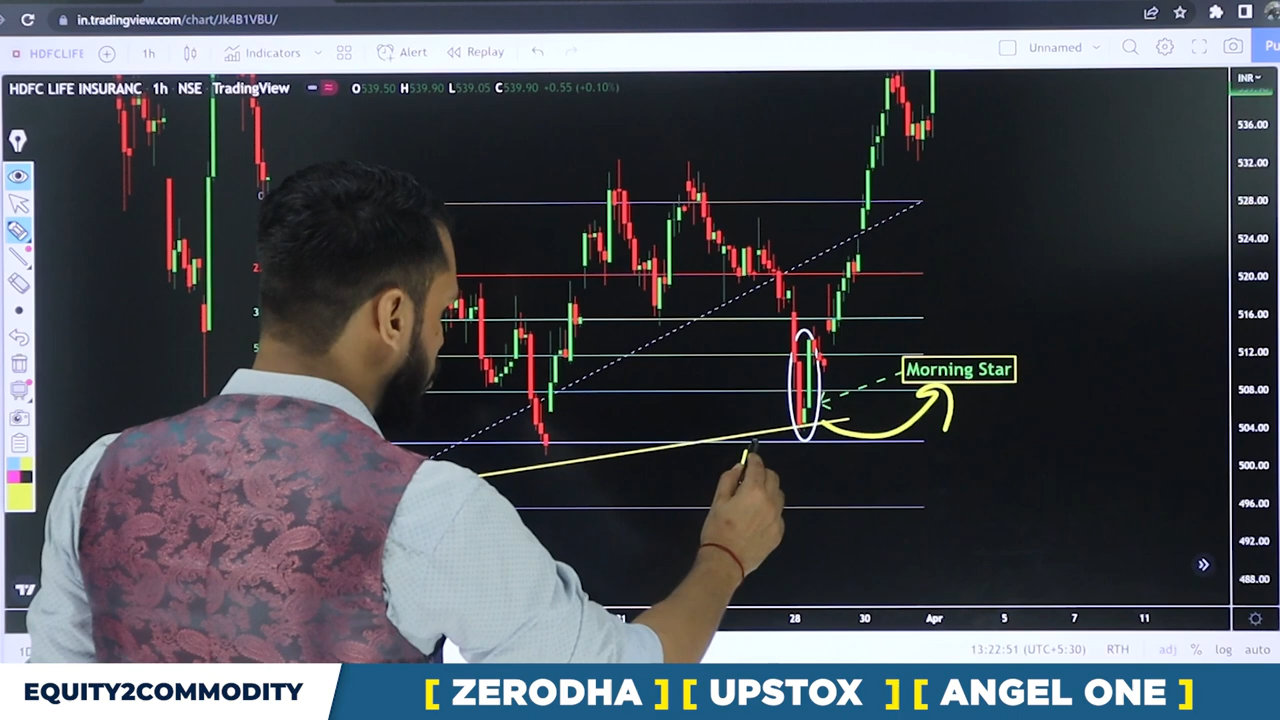 in.tradingview.com/chart/Jk4B1VBU/
HDFCLIFE
1h
Indicators
Alert
Replay
Unnamed
Pu
HDFC LIFE INSURANC · 1h · NSE · TradingView
O539.50 H539.90 L539.05 C539.90 +0.55 (+0.10%)
INR
536.00
532.00
528.00
524.00
520.00
516.00
512.00
508.00
504.00
500.00
496.00
492.00
488.00
Morning Star
28
30
Apr
5
7
11
13:22:51 (UTC+5:30)
RTH
adj
%
log
auto
EQUITY2COMMODITY
[ ZERODHA ] [ UPSTOX ] [ ANGEL ONE ]